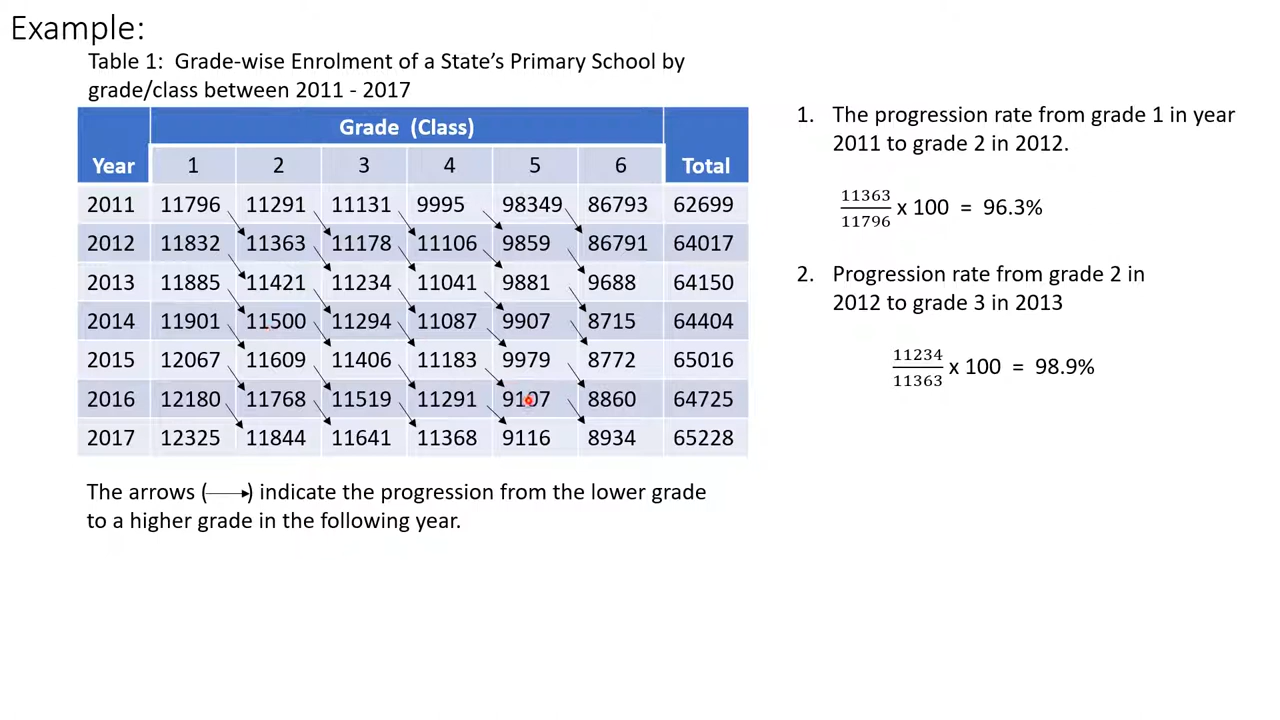 Example:
Table 1: Grade-wise Enrolment of a State’s Primary School by
grade/class between 2011 - 2017
Year Grade (Class) Total
1 2 3 4 5 6
2011 11796 11291 11131 9995 98349 86793 62699
2012 11832 11363 11178 11106 9859 86791 64017
2013 11885 11421 11234 11041 9881 9688 64150
2014 11901 11500 11294 11087 9907 8715 64404
2015 12067 11609 11406 11183 9979 8772 65016
2016 12180 11768 11519 11291 9107 8860 64725
2017 12325 11844 11641 11368 9116 8934 65228
The arrows (⟶) indicate the progression from the lower grade
to a higher grade in the following year.
1. The progression rate from grade 1 in year
2011 to grade 2 in 2012.
11363/11796 x 100 = 96.3%
2. Progression rate from grade 2 in
2012 to grade 3 in 2013
11234/11363 x 100 = 98.9%